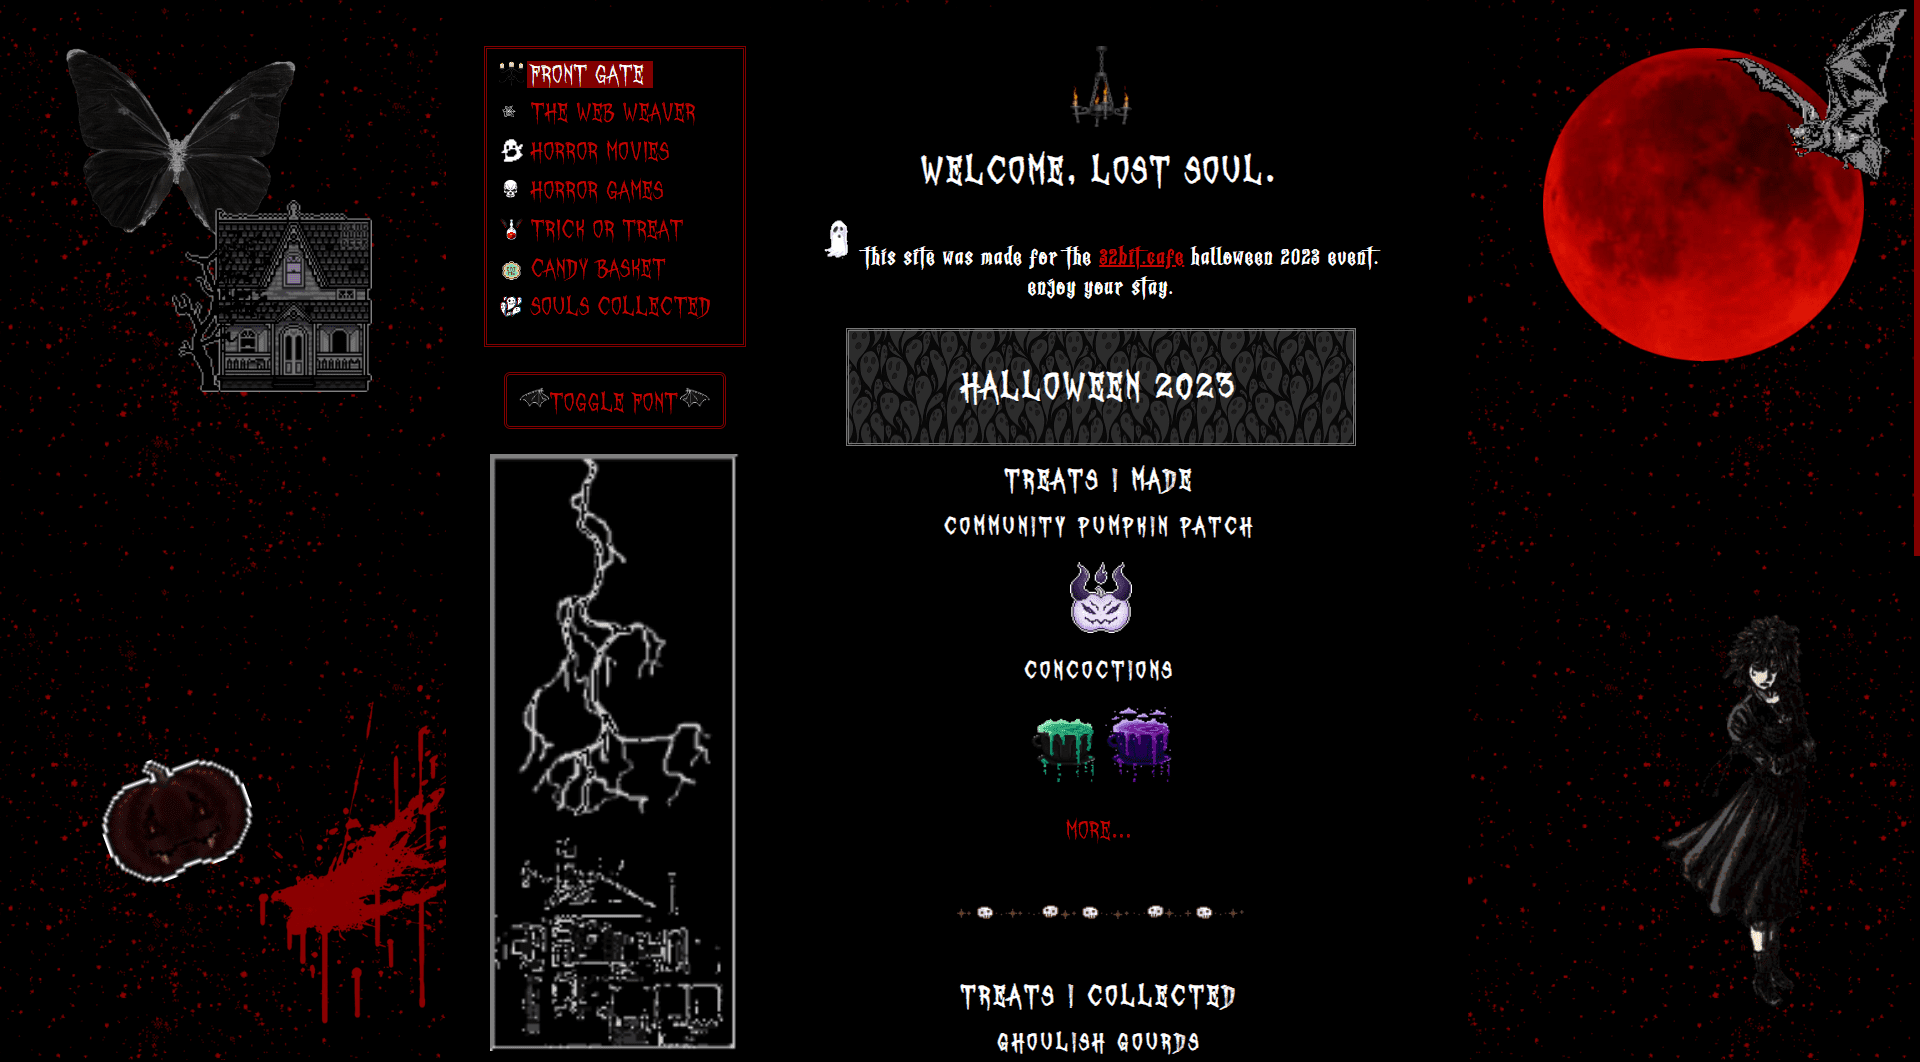 FRONT GATE
THE WEB WEAVER
HORROR MOVIES
HORROR GAMES
TRICK OR TREAT
CANDY BASKET
SOULS COLLECTED
TOGGLE FONT
WELCOME, LOST SOUL.
this site was made for the 32bit.cafe halloween 2023 event.
enjoy your stay.
HALLOWEEN 2023
TREATS I MADE
COMMUNITY PUMPKIN PATCH
CONCOCTIONS
MORE...
TREATS I COLLECTED
GHOULISH GOURDS